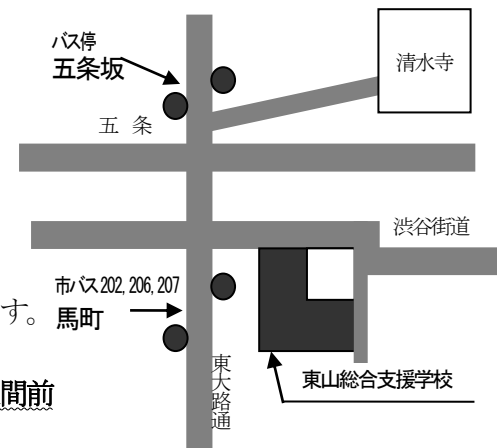 バス停
五条坂
清水寺
五 条
渋谷街道
市バス202, 206, 207
す。
馬町
東大路通
東山総合支援学校
間前